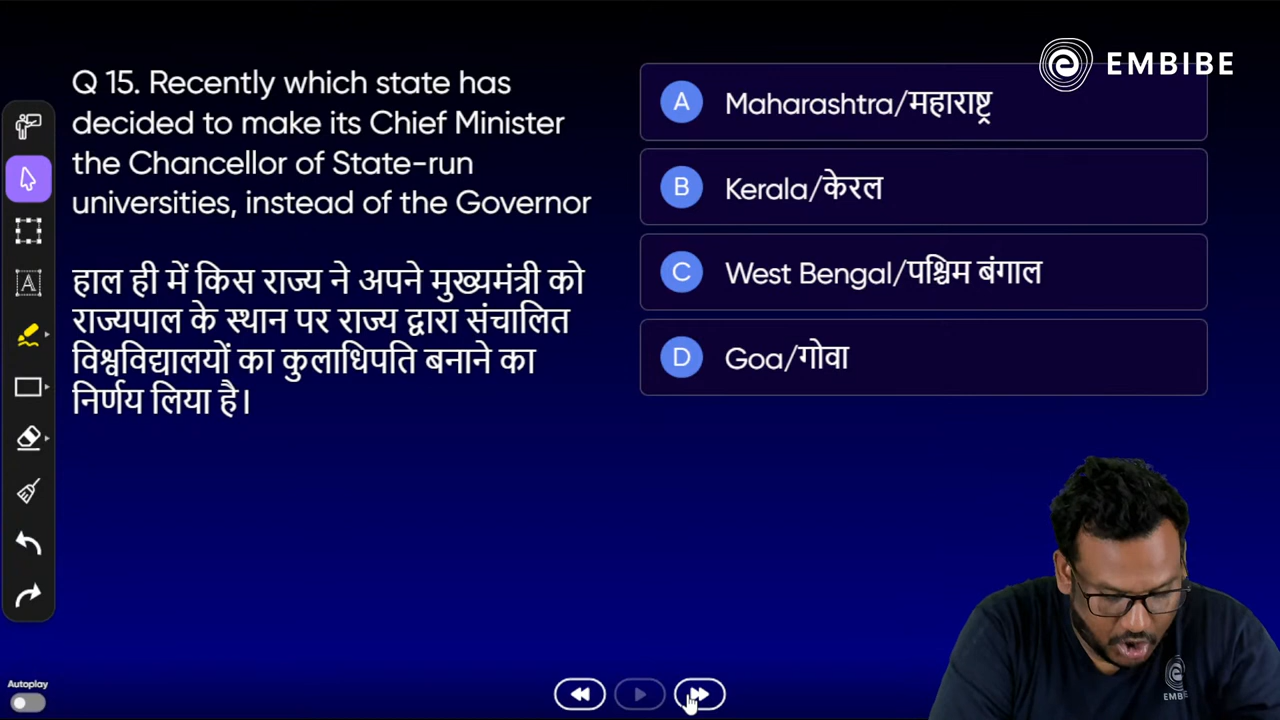 EMBIBE
Q 15. Recently which state has
decided to make its Chief Minister
the Chancellor of State-run
universities, instead of the Governor
हाल ही में किस राज्य ने अपने मुख्यमंत्री को
राज्यपाल के स्थान पर राज्य द्वारा संचालित
विश्वविद्यालयों का कुलाधिपति बनाने का
निर्णय लिया है।
A Maharashtra/महाराष्ट्र
B Kerala/केरल
C West Bengal/पश्चिम बंगाल
D Goa/गोवा
A
Autoplay
EMBIBE